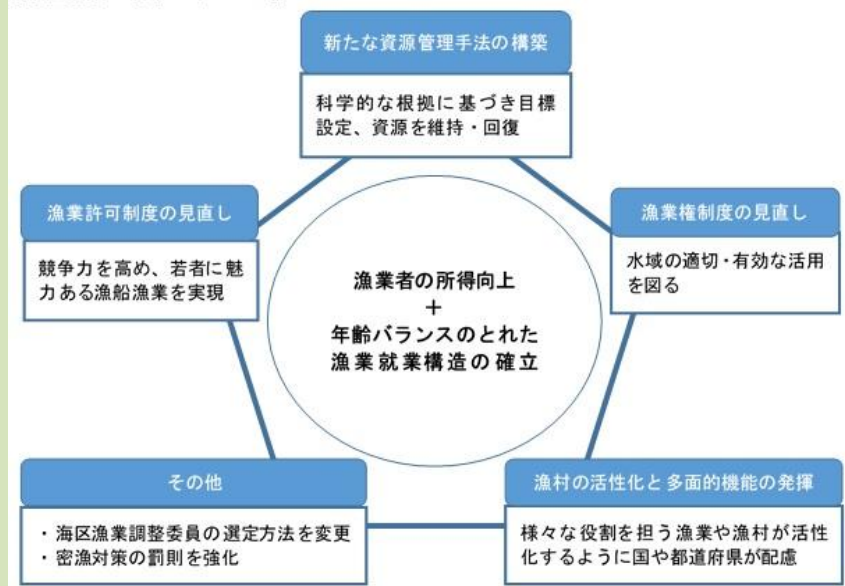 新たな資源管理手法の構築
科学的な根拠に基づき目標
設定、資源を維持・回復
漁業許可制度の見直し
競争力を高め、若者に魅
力ある漁船漁業を実現
漁業権制度の見直し
水域の適切・有効な活用
を図る
漁業者の所得向上
+
年齢バランスのとれた
漁業就業構造の確立
その他
・海区漁業調整委員の選定方法を変更
・密漁対策の罰則を強化
漁村の活性化と多面的機能の発揮
様々な役割を担う漁業や漁村が活性
化するように国や都道府県が配慮